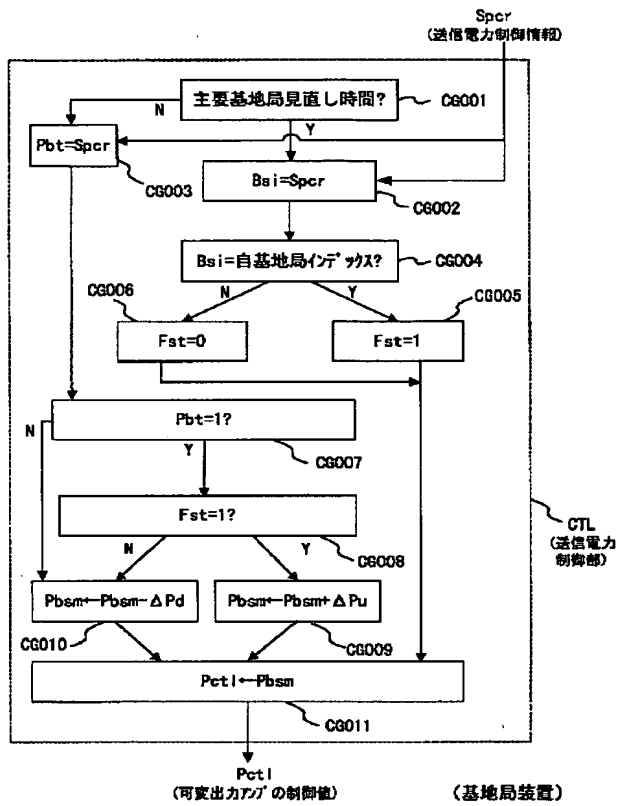 Spcr
(送信電力制御情報)
主要基地局見直し時間?
CG001
N
Y
Pbt=Spcr
CG003
Bsi=Spcr
CG002
Bsi=自基地局ｲﾝﾃﾞｯｸｽ?
CG004
CG006
N
Y
CG005
Fst=0
Fst=1
Pbt=1?
N
Y
CG007
Fst=1?
CG008
N
Y
CTL
(送信電力
制御部)
Pbsm←Pbsm-ΔPd
Pbsm←Pbsm+ΔPu
CG010
CG009
Pctl←Pbsm
CG011
Pctl
(可変出力ｱﾝﾌﾟの制御値)
(基地局装置)